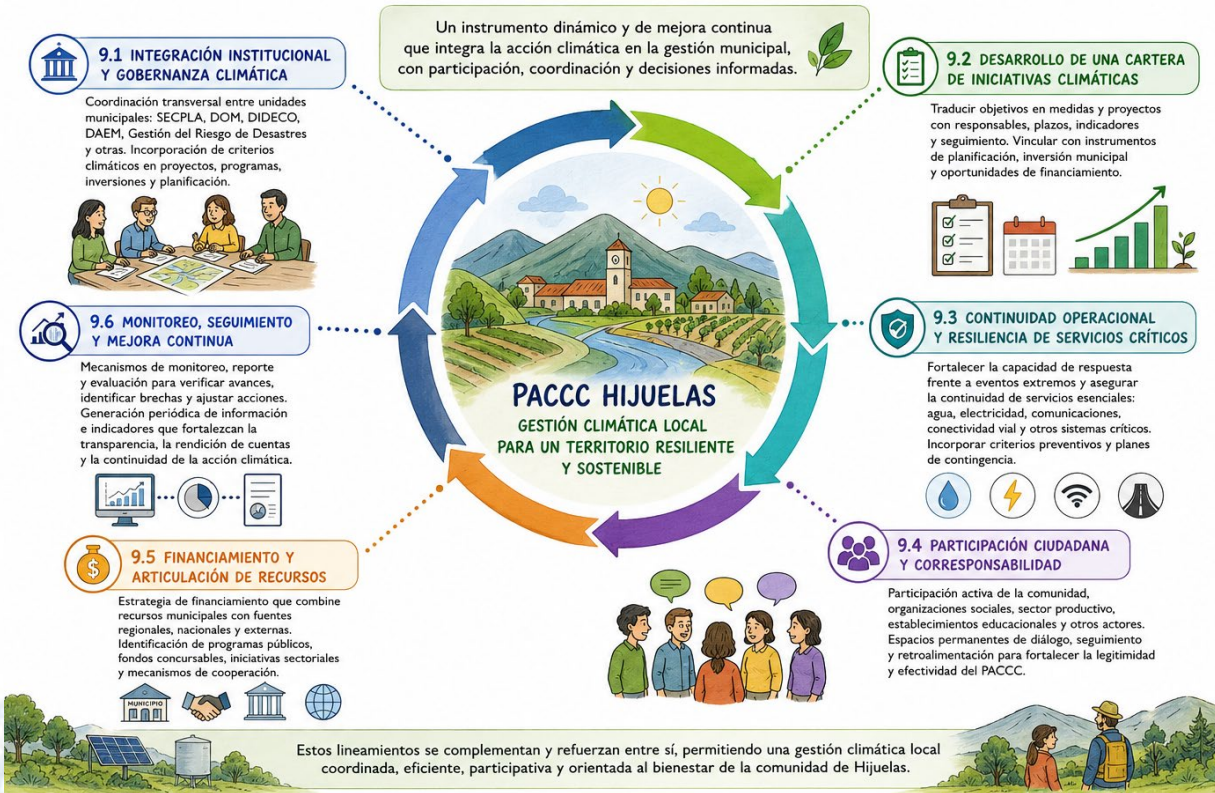 Un instrumento dinámico y de mejora continua
que integra la acción climática en la gestión municipal,
con participación, coordinación y decisiones informadas.
9.1 INTEGRACIÓN INSTITUCIONAL
Y GOBERNANZA CLIMÁTICA
Coordinación transversal entre unidades
municipales: SECPLA, DOM, DIDECO,
DAEM, Gestión del Riesgo de Desastres
y otras. Incorporación de criterios
climáticos en proyectos, programas,
inversiones y planificación.
9.2 DESARROLLO DE UNA CARTERA
DE INICIATIVAS CLIMÁTICAS
Traducir objetivos en medidas y proyectos
con responsables, plazos, indicadores
y seguimiento. Vincular con instrumentos
de planificación, inversión municipal
y oportunidades de financiamiento.
9.3 CONTINUIDAD OPERACIONAL
Y RESILIENCIA DE SERVICIOS CRÍTICOS
Fortalecer la capacidad de respuesta
frente a eventos extremos y asegurar
la continuidad de servicios esenciales:
agua, electricidad, comunicaciones,
conectividad vial y otros sistemas críticos.
Incorporar criterios preventivos y planes
de contingencia.
9.4 PARTICIPACIÓN CIUDADANA
Y CORRESPONSABILIDAD
Participación activa de la comunidad,
organizaciones sociales, sector productivo,
establecimientos educacionales y otros actores.
Espacios permanentes de diálogo, seguimiento
y retroalimentación para fortalecer la legitimidad
y efectividad del PACCC.
9.5 FINANCIAMIENTO Y
ARTICULACIÓN DE RECURSOS
Estrategia de financiamiento que combine
recursos municipales con fuentes
regionales, nacionales y externas.
Identificación de programas públicos,
fondos concursables, iniciativas sectoriales
y mecanismos de cooperación.
MUNICIPIO
9.6 MONITOREO, SEGUIMIENTO
Y MEJORA CONTINUA
Mecanismos de monitoreo, reporte
y evaluación para verificar avances,
identificar brechas y ajustar acciones.
Generación periódica de información
e indicadores que fortalezcan la
transparencia, la rendición de cuentas
y la continuidad de la acción climática.
PACCC HIJUELAS
GESTIÓN CLIMÁTICA LOCAL
PARA UN TERRITORIO RESILIENTE
Y SOSTENIBLE
Estos lineamientos se complementan y refuerzan entre sí, permitiendo una gestión climática local
coordinada, eficiente, participativa y orientada al bienestar de la comunidad de Hijuelas.